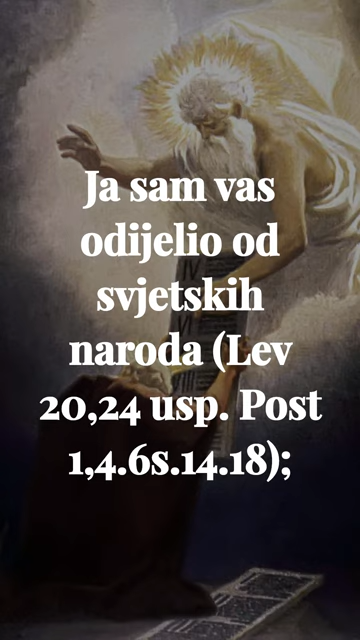 Ja sam vas
odijelio od
svjetskih
naroda (Lev
20,24 usp. Post
1,4.6s.14.18);